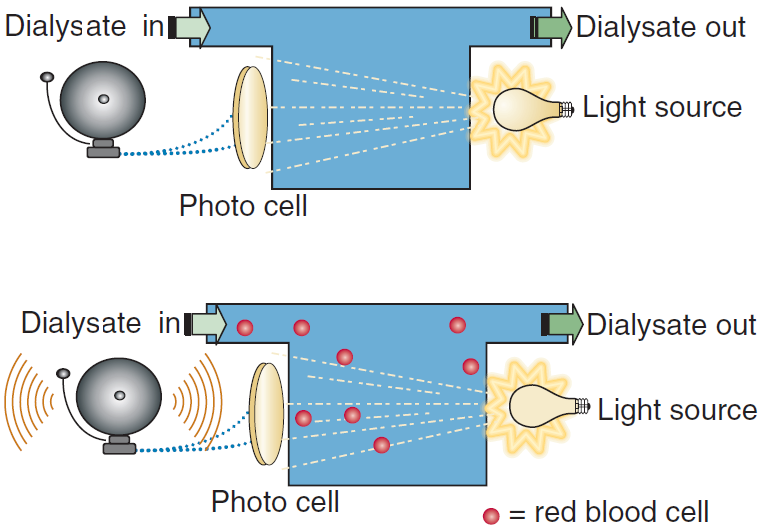 Dialysate in
Dialysate out
Light source
Photo cell
Dialysate in
Dialysate out
Light source
Photo cell
= red blood cell